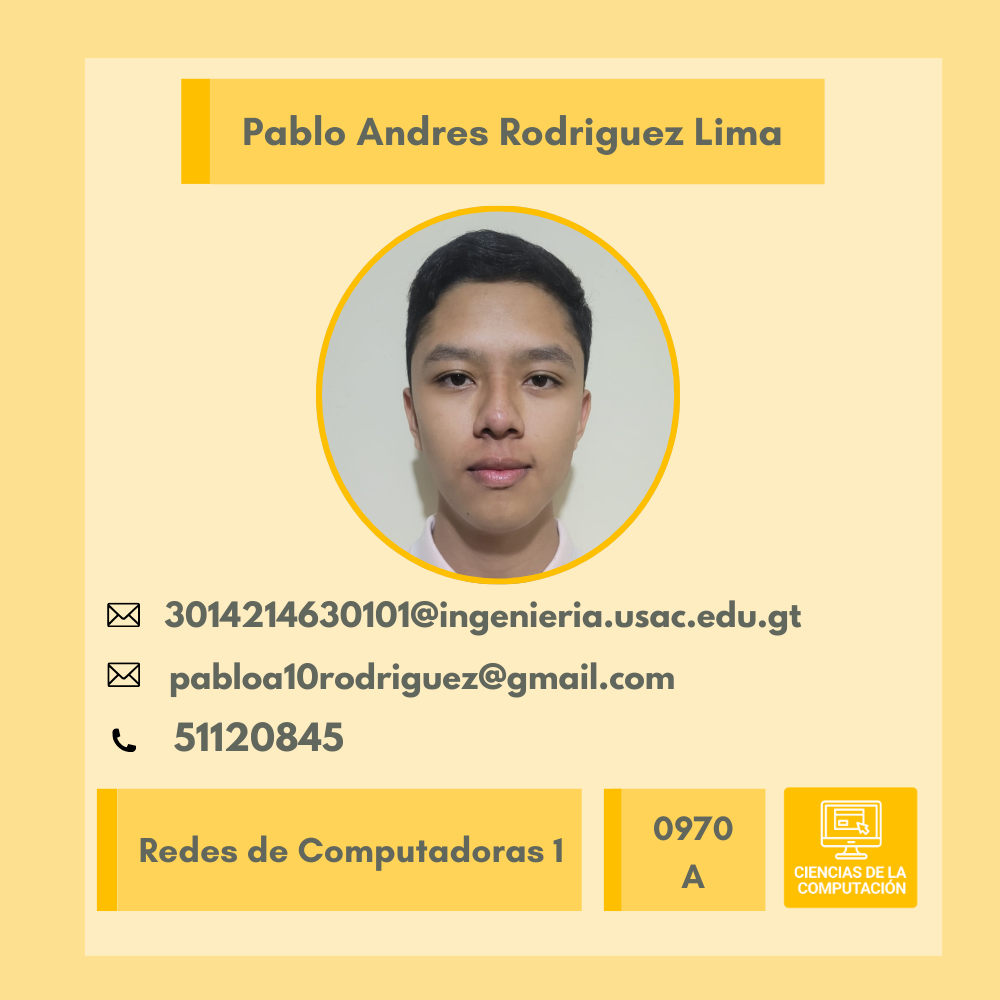 Pablo Andres Rodriguez Lima
3014214630101@ingenieria.usac.edu.gt
pabloa10rodriguez@gmail.com
51120845
Redes de Computadoras 1
0970
A
CIENCIAS DE LA
COMPUTACIÓN